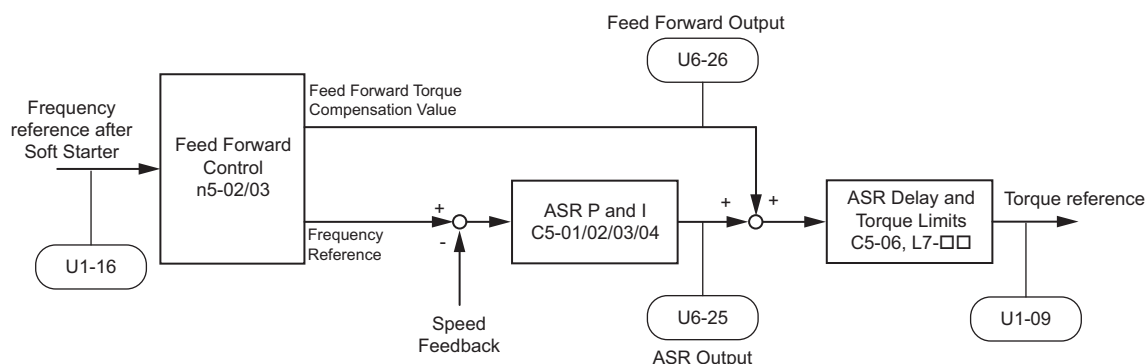 Feed Forward Output
U6-26
Feed Forward Torque
Compensation Value
Frequency
reference after
Soft Starter
Feed Forward
Control
n5-02/03
U1-16
+
-
Frequency
Reference
Speed
Feedback
ASR P and I
C5-01/02/03/04
+
+
U6-25
ASR Output
ASR Delay and
Torque Limits
C5-06, L7-□□
Torque reference
U1-09